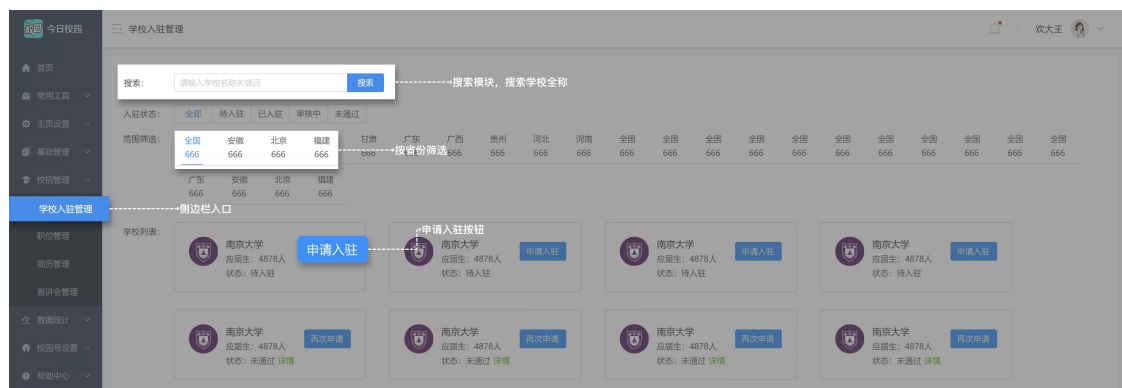 今日校园
学校入驻管理
欢大王
首页
常用工具
主页设置
基础管理
校招管理
学校入驻管理
职位管理
简历管理
宣讲会管理
数据统计
校园号设置
帮助中心
搜索: 请输入学校名称关键词 搜索 搜索模块，搜索学校全称
入驻状态: 全部 待入驻 已入驻 审核中 未通过
范围筛选: 全国 安徽 北京 福建 甘肃 广东 广西 贵州 河北 河南 全国 全国 全国 全国 全国 全国 全国 全国 全国 全国 全国
666 666 666 666 666 按省份筛选 666 666 666 666 666 666 666 666 666 666 666 666 666 666 666
广东 安徽 北京 福建
666 666 666 666
侧边栏入口
申请入驻按钮
学校列表:
南京大学 申请入驻
应届生: 4878人
状态: 待入驻
南京大学 申请入驻
应届生: 4878人
状态: 待入驻
南京大学 申请入驻
应届生: 4878人
状态: 待入驻
南京大学 申请入驻
应届生: 4878人
状态: 待入驻
南京大学 再次申请
应届生: 4878人
状态: 未通过 详情
南京大学 再次申请
应届生: 4878人
状态: 未通过 详情
南京大学 再次申请
应届生: 4878人
状态: 未通过 详情
南京大学 再次申请
应届生: 4878人
状态: 未通过 详情